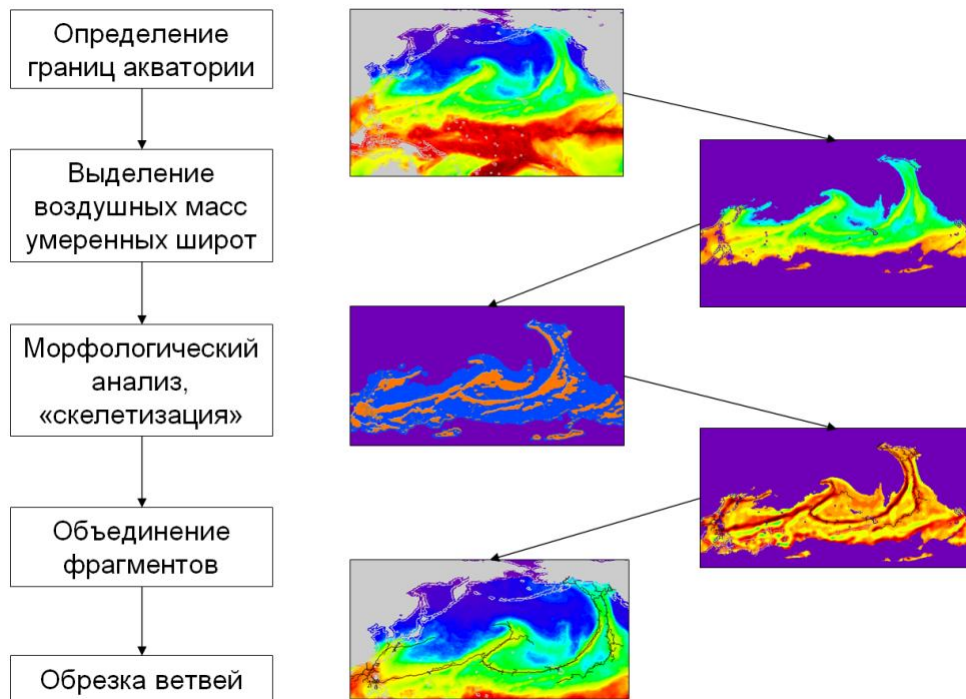 Определение
границ акватории
Выделение
воздушных масс
умеренных широт
Морфологический
анализ,
«скелетизация»
Объединение
фрагментов
Обрезка ветвей